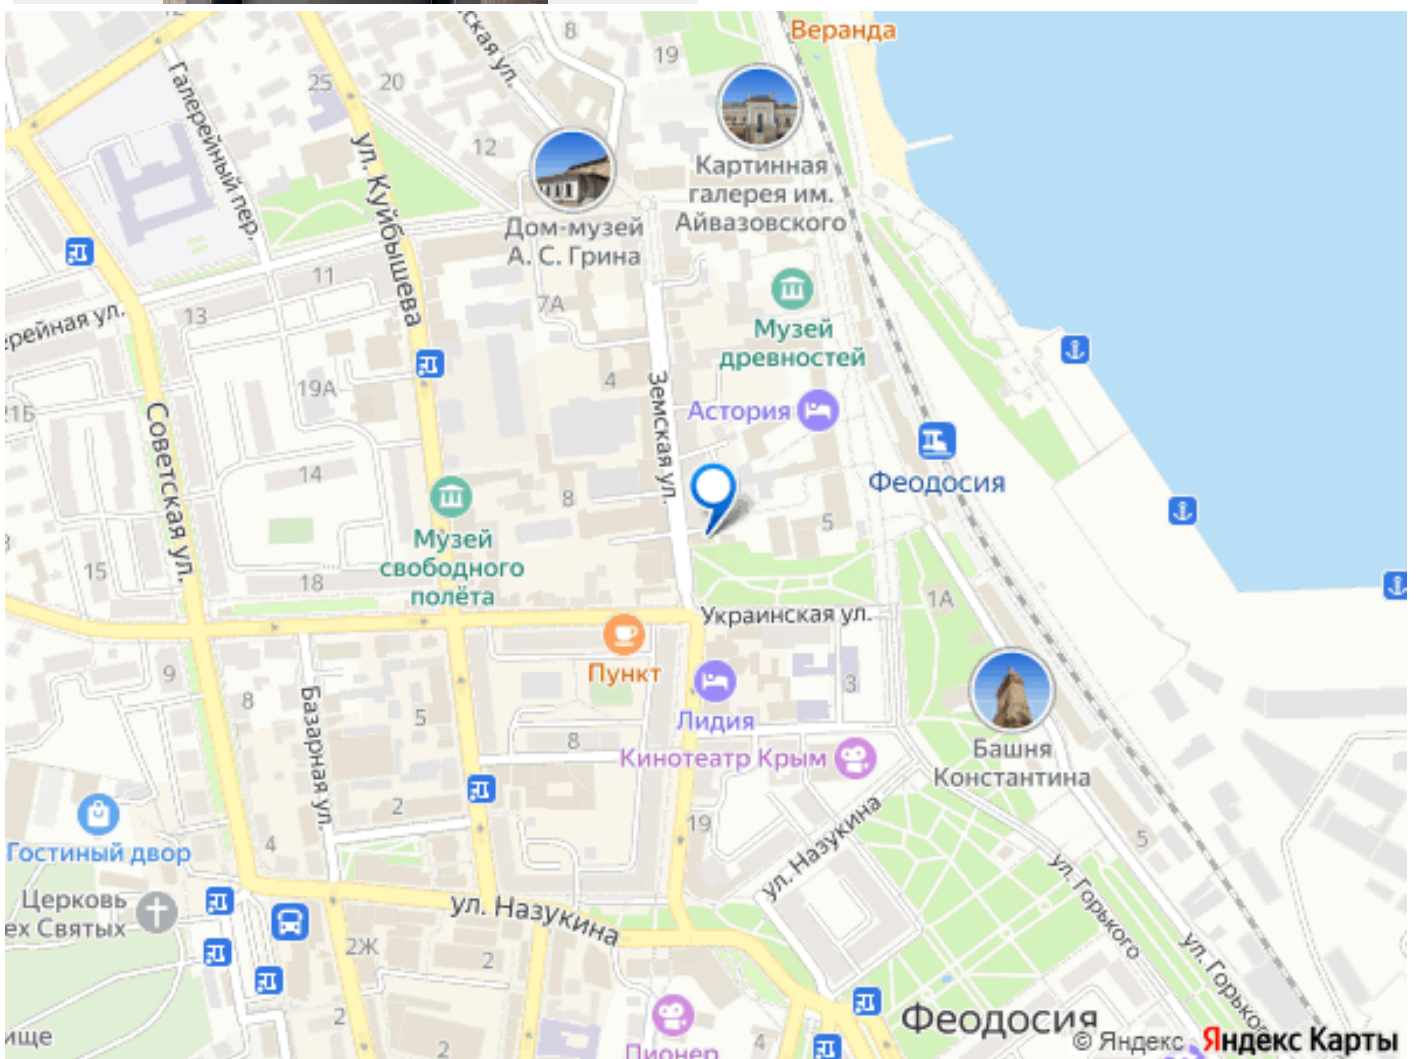 Веранда
8
19
ская ул.
12
25
20
Галерейный пер.
12
Картинная
галерея им.
Айвазовского
ул. Куйбышева
Дом-музей
А. С. Грина
11
7А
Музей
древностей
рейная ул.
13
19А
4
Земская ул.
Астория
21Б
Советская ул.
Феодосия
14
8
5
Музей
свободного
полёта
15
18
1А
Украинская ул.
Пункт
9
8
Базарная ул.
5
3
Лидия
8
Кинотеатр Крым
Башня
Константина
2
19
ул. Назукина
5
Гостиный двор
4
ул. Горького
Церковь
ех Святых
ул. Назукина
2Ж
2
ул. Горького
2
Феодосия
ище
2
4
Пионер
© Яндекс Яндекс Карты